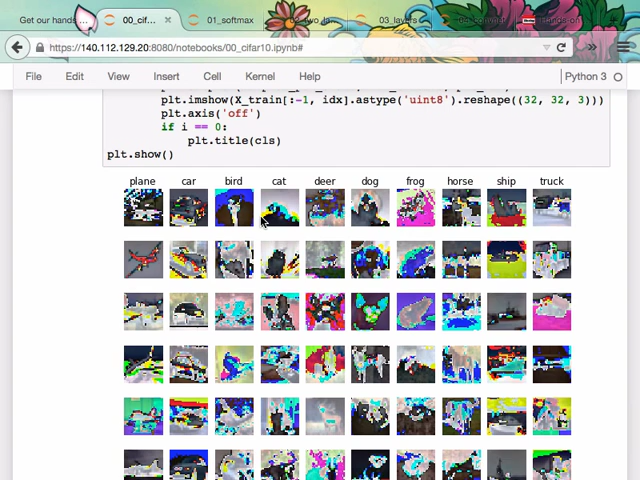 Get our hands ...
00_cif...
01_softmax
03_layers
https://140.112.129.20:8080/notebooks/00_cifar10.ipynb#
File Edit View Insert Cell Kernel Help Python 3
plt.imshow(X_train[:-1, idx].astype('uint8').reshape((32, 32, 3)))
plt.axis('off')
if i == 0:
plt.title(cls)
plt.show()
plane car bird cat deer dog frog horse ship truck